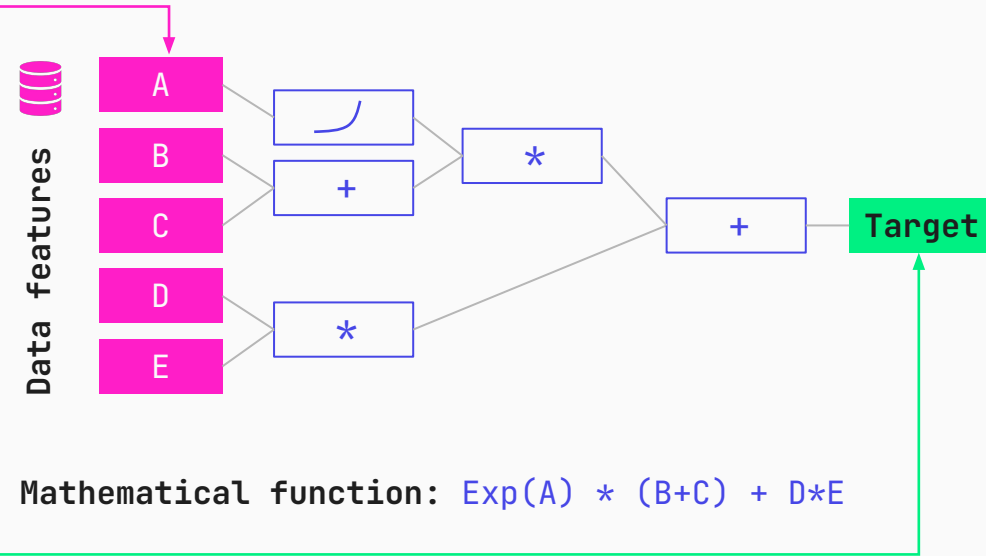 Data features
A
B
C
D
E
+
*
*
+
Target
Mathematical function: Exp(A) * (B+C) + D*E